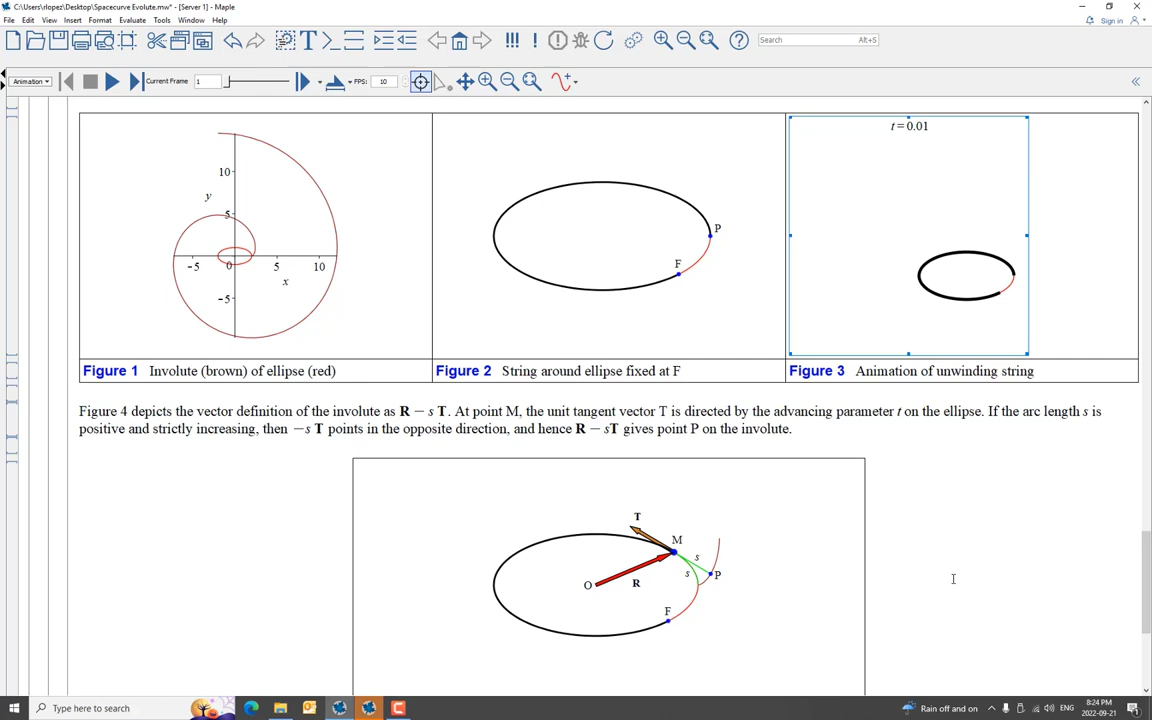 C:\Users\rlopez\Desktop\Spacecurve Evolute.mw* - [Server 1] - Maple
File Edit View Insert Format Evaluate Tools Window Help
Sign in
Search Alt+S
Animation
Current Frame 1
FPS: 10
y
10
5
-5
0
5
10
x
-5
P
F
t = 0.01
Figure 1 Involute (brown) of ellipse (red)
Figure 2 String around ellipse fixed at F
Figure 3 Animation of unwinding string
Figure 4 depicts the vector definition of the involute as R − s T. At point M, the unit tangent vector T is directed by the advancing parameter t on the ellipse. If the arc length s is
positive and strictly increasing, then −s T points in the opposite direction, and hence R − sT gives point P on the involute.
T
M
s
s
P
O
R
F
Type here to search
Rain off and on
ENG
8:24 PM
2022-09-21